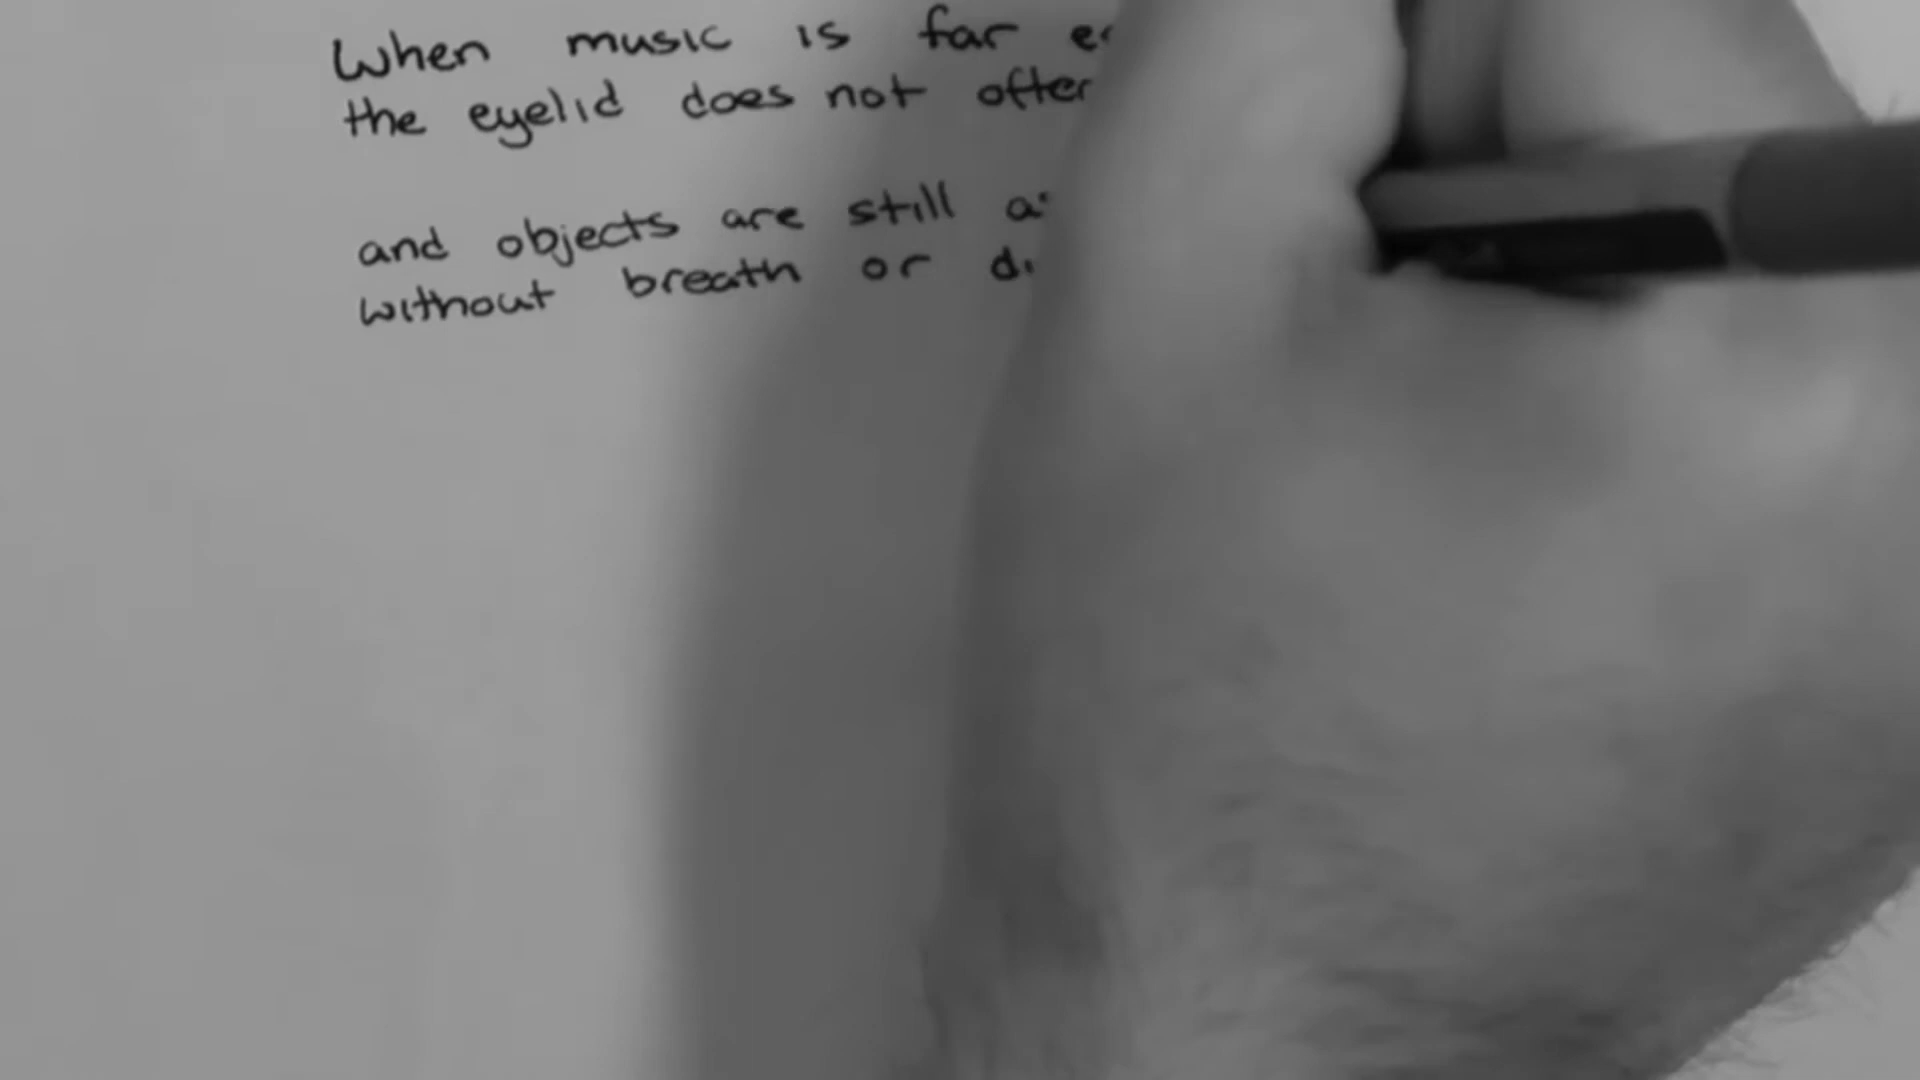 When music is far
the eyelid does not
and objects are still
without breath or